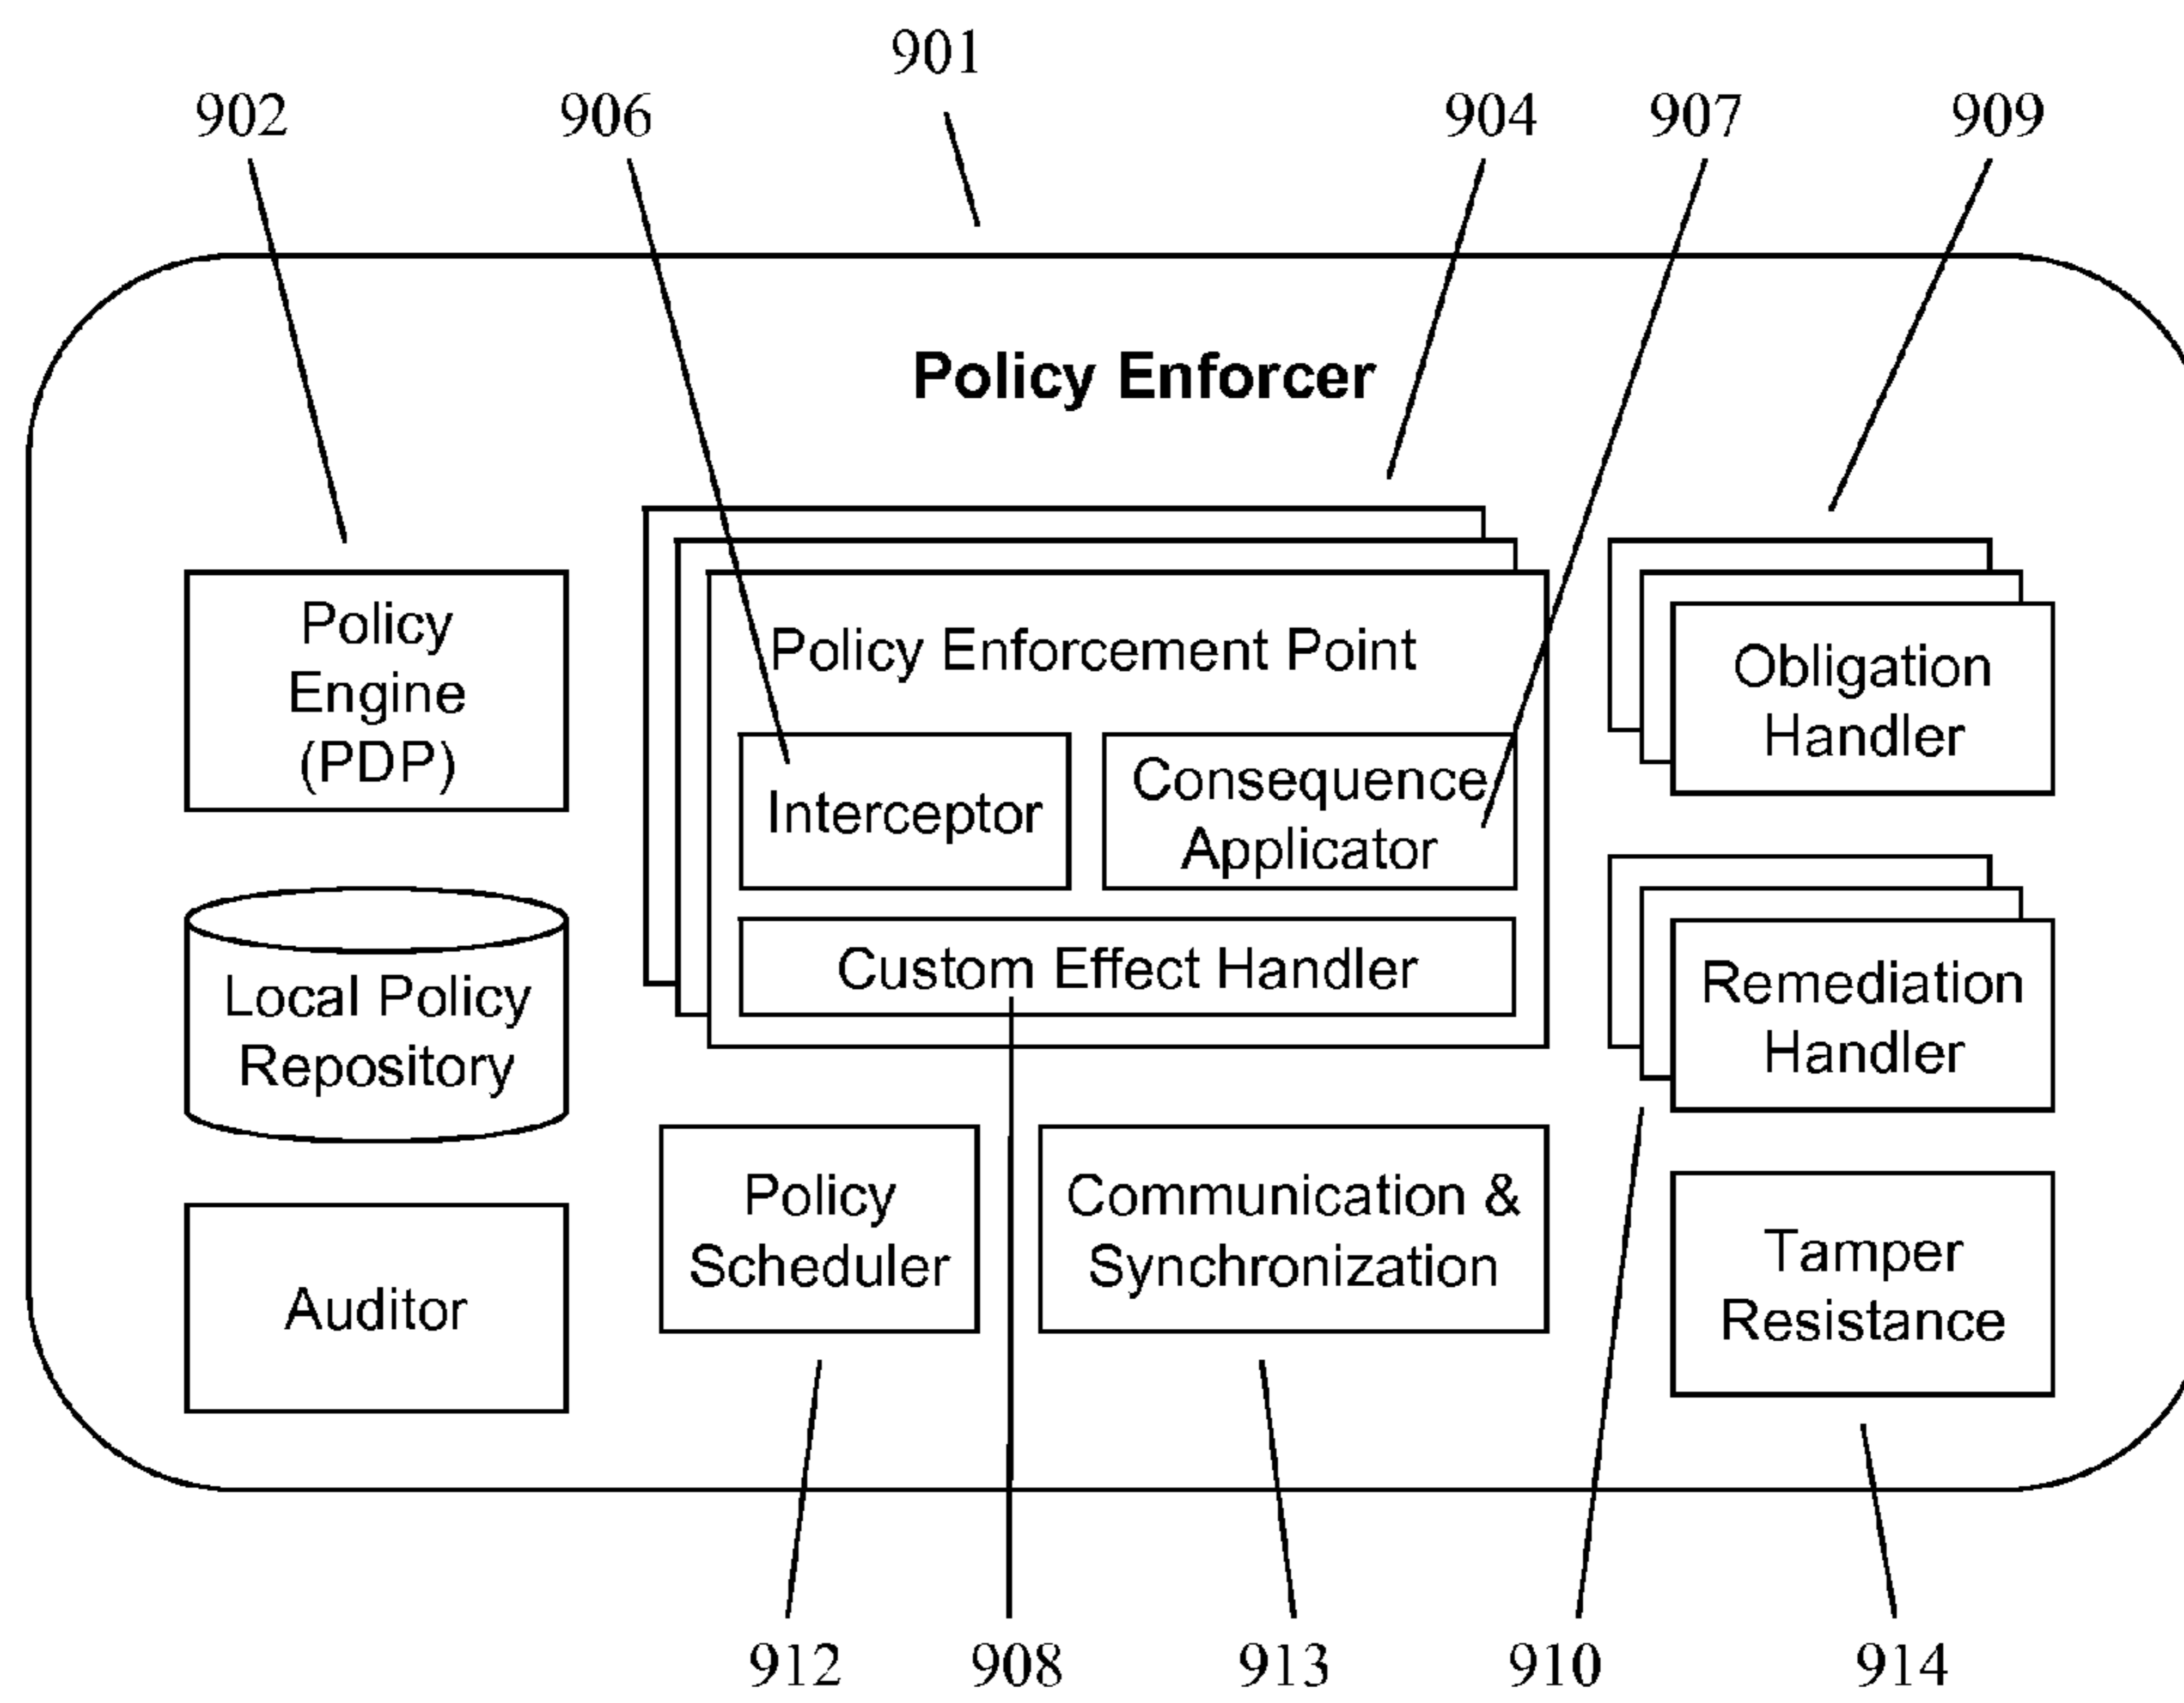 901
902
906
904
907
909
Policy Enforcer
Policy
Engine
(PDP)
Policy Enforcement Point
Interceptor
Consequence
Applicator
Custom Effect Handler
Obligation
Handler
Local Policy
Repository
Remediation
Handler
Auditor
Policy
Scheduler
Communication &
Synchronization
Tamper
Resistance
912
908
913
910
914